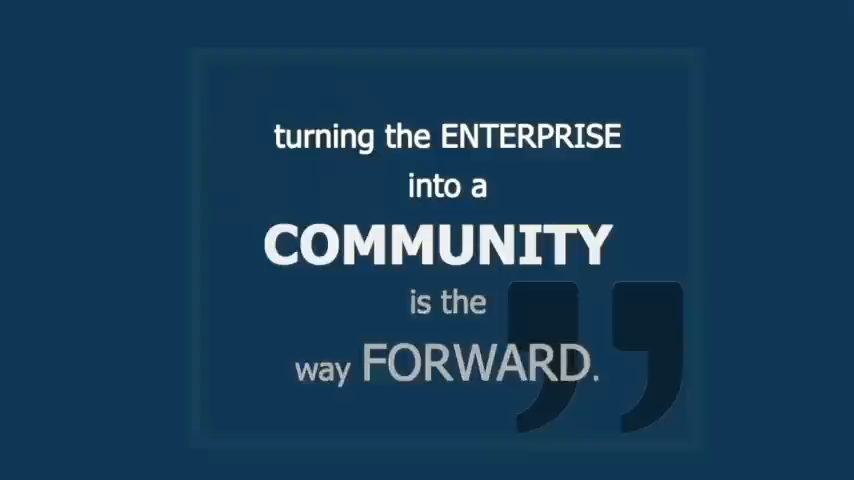 turning the ENTERPRISE
into a
COMMUNITY
is the
way FORWARD.